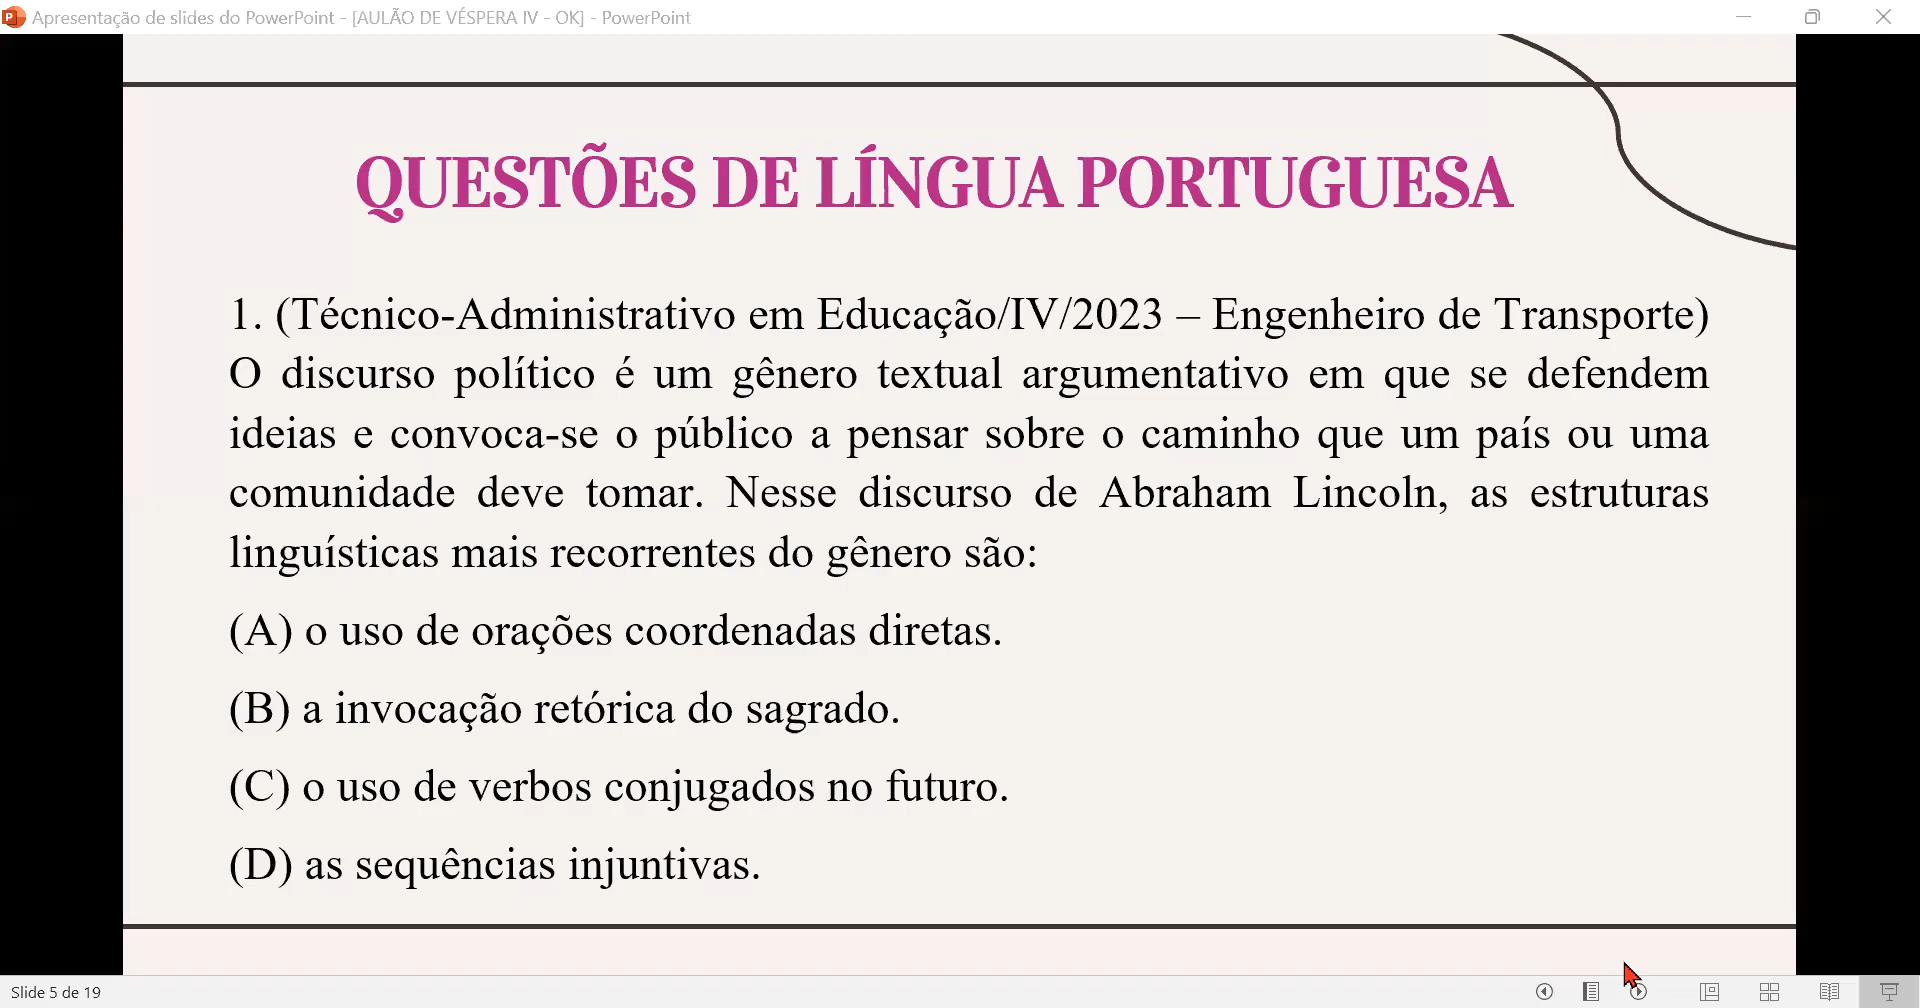 Apresentação de slides do PowerPoint - [AULÃO DE VÉSPERA IV - OK] - PowerPoint
QUESTÕES DE LÍNGUA PORTUGUESA
1. (Técnico-Administrativo em Educação/IV/2023 – Engenheiro de Transporte)
O discurso político é um gênero textual argumentativo em que se defendem
ideias e convoca-se o público a pensar sobre o caminho que um país ou uma
comunidade deve tomar. Nesse discurso de Abraham Lincoln, as estruturas
linguísticas mais recorrentes do gênero são:
(A) o uso de orações coordenadas diretas.
(B) a invocação retórica do sagrado.
(C) o uso de verbos conjugados no futuro.
(D) as sequências injuntivas.
Slide 5 de 19